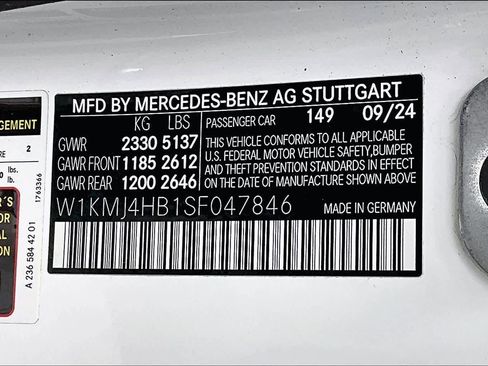 MFD BY MERCEDES-BENZ AG STUTTGART
KG LBS PASSENGER CAR 149 09/24
GVWR 2330 5137
GAWR FRONT 1185 2612
GAWR REAR 1200 2646
THIS VEHICLE CONFORMS TO ALL APPLICABLE
U.S. FEDERAL MOTOR VEHICLE SAFETY, BUMPER
AND THEFT PREVENTION STANDARDS IN EFFECT
ON THE DATE OF MANUFACTURE SHOWN ABOVE.
W1KMJ4HB1SF047846
GEMENT
RE 2
lbs.
lb.
1763366
A 236 584 42 01